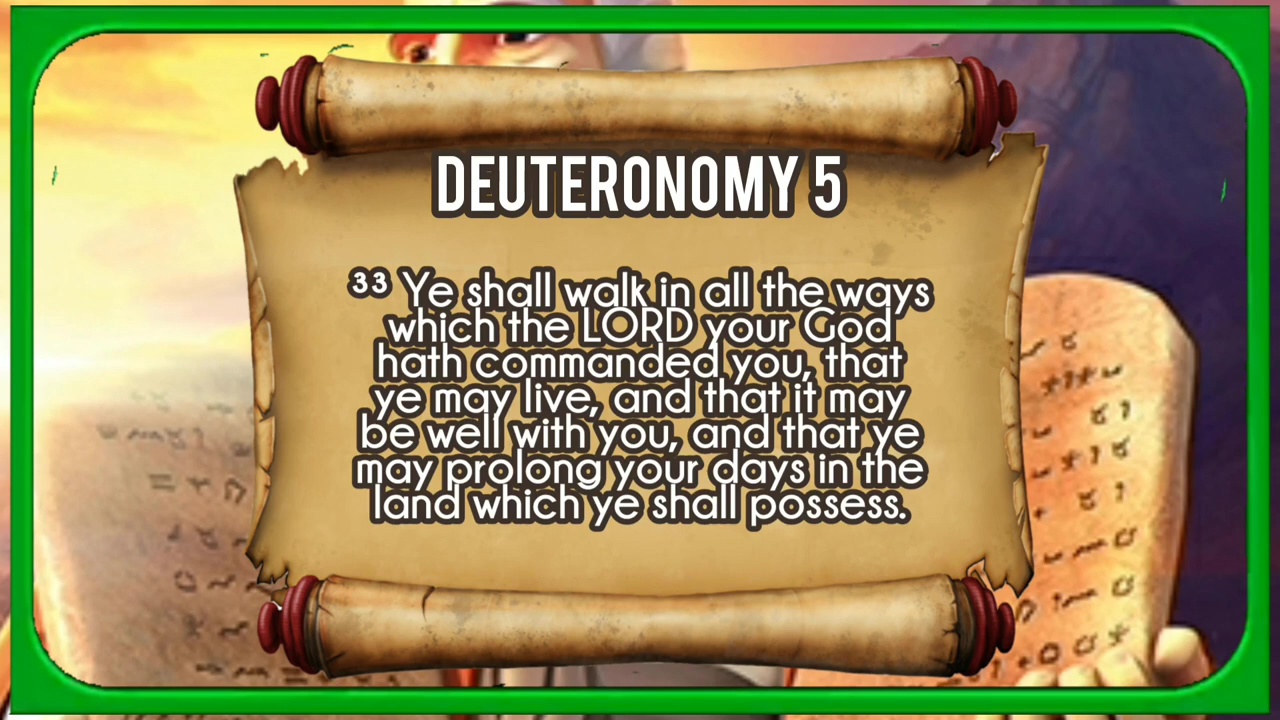 DEUTERONOMY 5
³³ Ye shall walk in all the ways
which the LORD your God
hath commanded you, that
ye may live, and that it may
be well with you, and that ye
may prolong your days in the
land which ye shall possess.